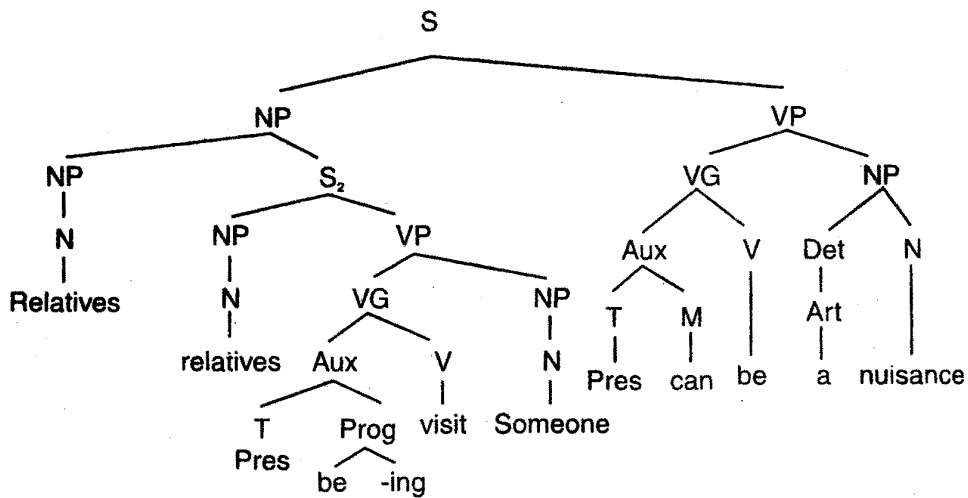 S
NP VP
NP S₂ VG NP
N NP VP Aux V Det N
Relatives N VG NP T M Art
relatives Aux V N Pres can be a nuisance
T Prog visit Someone
Pres be -ing